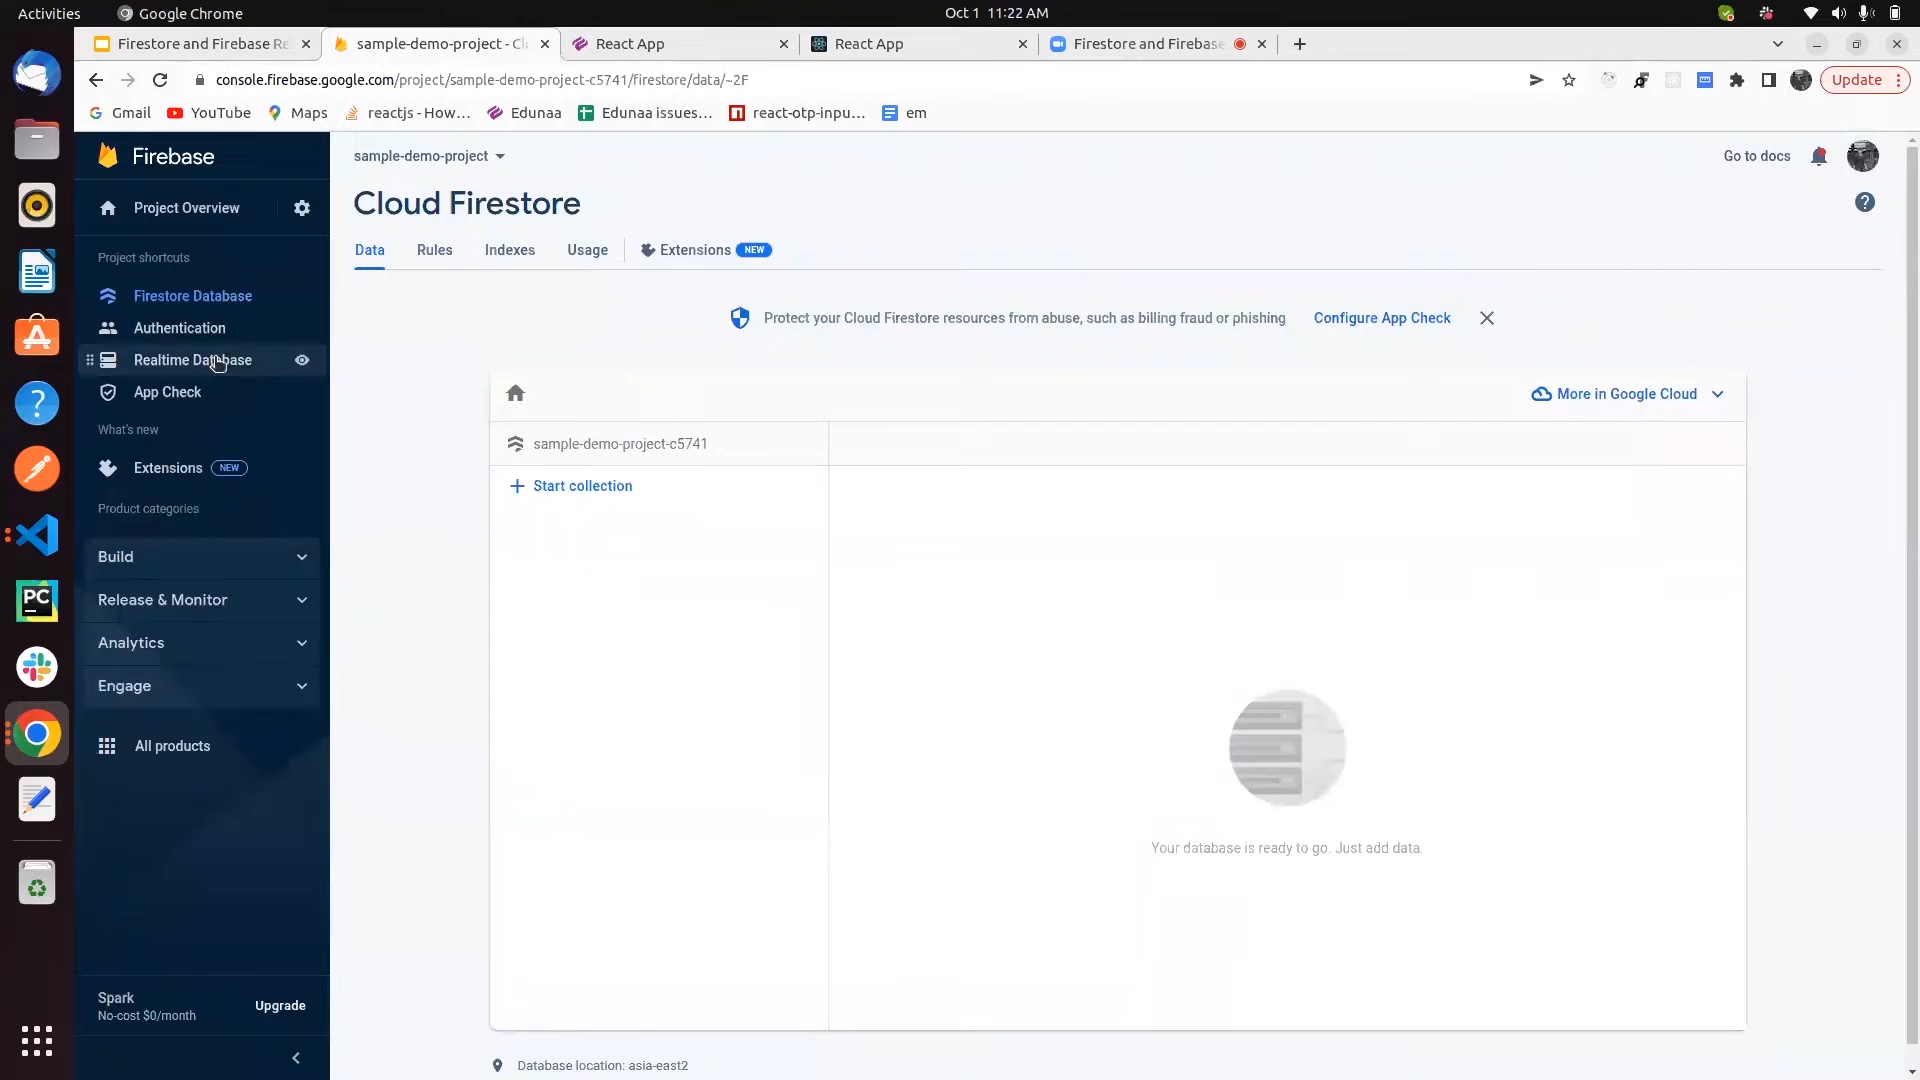 Activities
Google Chrome
Oct 1 11:22 AM
Firestore and Firebase Re
sample-demo-project - Cl
React App
React App
Firestore and Firebase
console.firebase.google.com/project/sample-demo-project-c5741/firestore/data/~2F
Update
Gmail
YouTube
Maps
reactjs - How...
Edunaa
Edunaa issues...
react-otp-inpu...
em
Firebase
sample-demo-project
Go to docs
Project Overview
Cloud Firestore
Data
Rules
Indexes
Usage
Extensions NEW
Project shortcuts
Firestore Database
Authentication
Realtime Database
App Check
What's new
Extensions NEW
Product categories
Build
Release & Monitor
Analytics
Engage
All products
Spark
No-cost $0/month
Upgrade
Protect your Cloud Firestore resources from abuse, such as billing fraud or phishing
Configure App Check
More in Google Cloud
sample-demo-project-c5741
+ Start collection
Your database is ready to go. Just add data.
Database location: asia-east2
PC